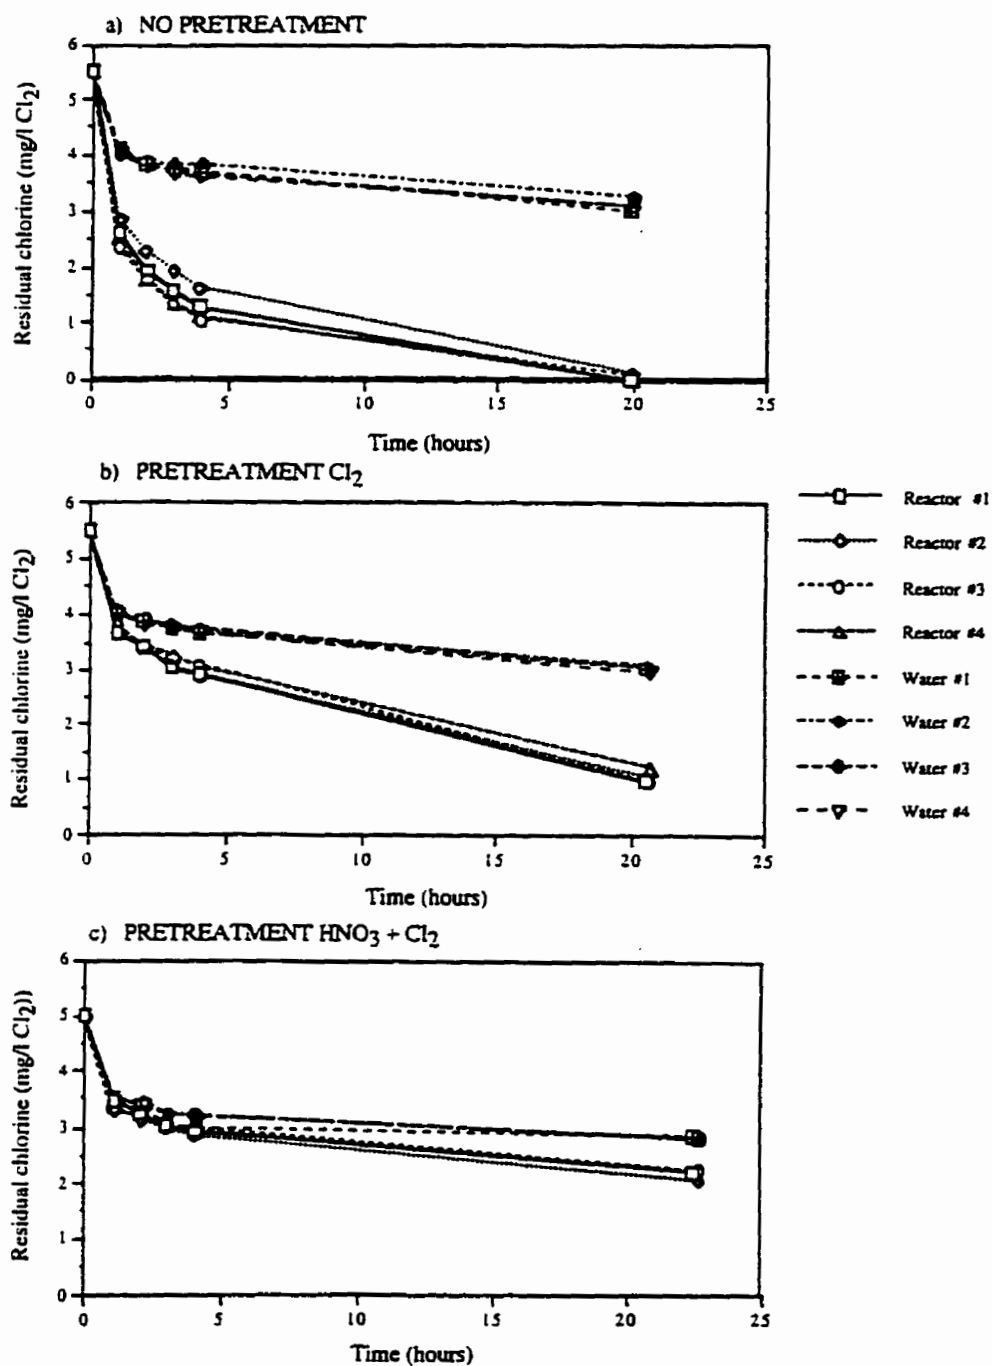 a) NO PRETREATMENT
6
5
4
3
2
1
0
Residual chlorine (mg/l Cl2)
0 5 10 15 20 25
Time (hours)
b) PRETREATMENT Cl2
6
5
4
3
2
1
0
Residual chlorine (mg/l Cl2)
0 5 10 15 20 25
Time (hours)
Reactor #1
Reactor #2
Reactor #3
Reactor #4
Water #1
Water #2
Water #3
Water #4
c) PRETREATMENT HNO3 + Cl2
6
5
4
3
2
1
0
Residual chlorine (mg/l Cl2))
0 5 10 15 20 25
Time (hours)